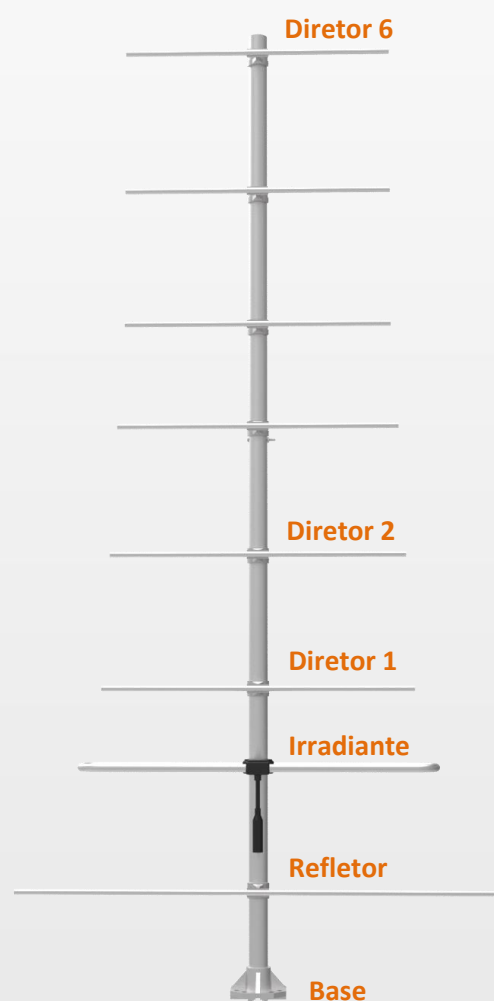 Diretor 6
Diretor 2
Diretor 1
Irradiante
Refletor
Base